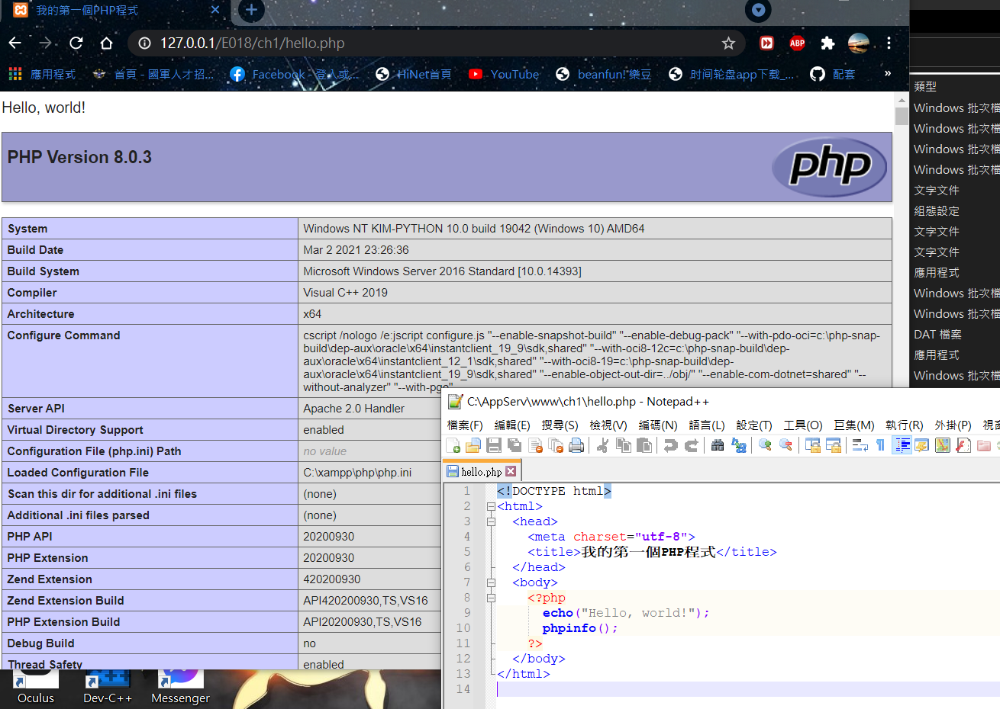 我的第一個PHP程式
127.0.0.1/E018/ch1/hello.php
ABP
應用程式
首頁 - 國軍人才招...
Facebook - 登入或...
HiNet首頁
YouTube
beanfun! 樂豆
时间轮盘app下载_...
配套
»
Hello, world!
PHP Version 8.0.3
php
System Windows NT KIM-PYTHON 10.0 build 19042 (Windows 10) AMD64
Build Date Mar 2 2021 23:26:36
Build System Microsoft Windows Server 2016 Standard [10.0.14393]
Compiler Visual C++ 2019
Architecture x64
Configure Command cscript /nologo /e:jscript configure.js "--enable-snapshot-build" "--enable-debug-pack" "--with-pdo-oci=c:\php-snap-
build\dep-aux\oracle\x64\instantclient_19_9\sdk,shared" "--with-oci8-12c=c:\php-snap-build\dep-
aux\oracle\x64\instantclient_12_1\sdk,shared" "--with-oci8-19=c:\php-snap-build\dep-
aux\oracle\x64\instantclient_19_9\sdk,shared" "--enable-object-out-dir=../obj/" "--enable-com-dotnet=shared" "--
without-analyzer" "--with-pgo"
Server API Apache 2.0 Handler
Virtual Directory Support enabled
Configuration File (php.ini) Path no value
Loaded Configuration File C:\xampp\php\php.ini
Scan this dir for additional .ini files (none)
Additional .ini files parsed (none)
PHP API 20200930
PHP Extension 20200930
Zend Extension 420200930
Zend Extension Build API420200930,TS,VS16
PHP Extension Build API20200930,TS,VS16
Debug Build no
Thread Safety enabled
類型
Windows 批次檔
Windows 批次檔
Windows 批次檔
Windows 批次檔
文字文件
組態設定
文字文件
文字文件
應用程式
Windows 批次檔
Windows 批次檔
DAT 檔案
應用程式
Windows 批次檔
C:\AppServ\www\ch1\hello.php - Notepad++
檔案(F) 編輯(E) 搜尋(S) 檢視(V) 編碼(N) 語言(L) 設定(T) 工具(O) 巨集(M) 執行(R) 外掛(P) 視窗
hello.php
1 <!DOCTYPE html>
2 <html>
3 <head>
4 <meta charset="utf-8">
5 <title>我的第一個PHP程式</title>
6 </head>
7 <body>
8 <?php
9 echo("Hello, world!");
10 phpinfo();
11 ?>
12 </body>
13 </html>
14
Oculus
Dev-C++
Messenger